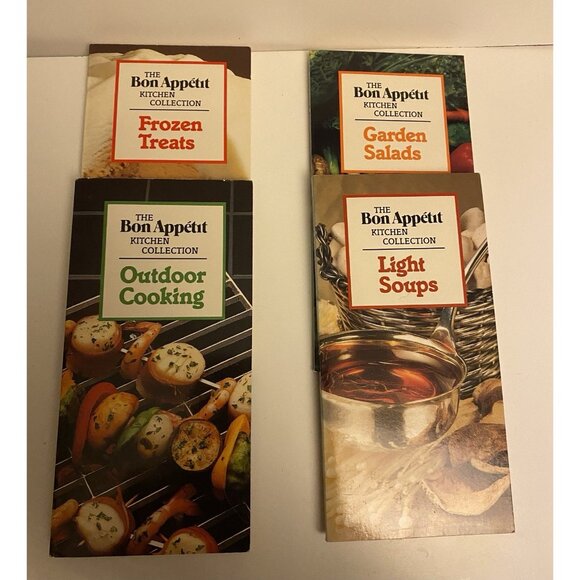 THE
Bon Appétit
KITCHEN
COLLECTION
Frozen
Treats
THE
Bon Appétit
KITCHEN
COLLECTION
Garden
Salads
THE
Bon Appétit
KITCHEN
COLLECTION
Outdoor
Cooking
THE
Bon Appétit
KITCHEN
COLLECTION
Light
Soups